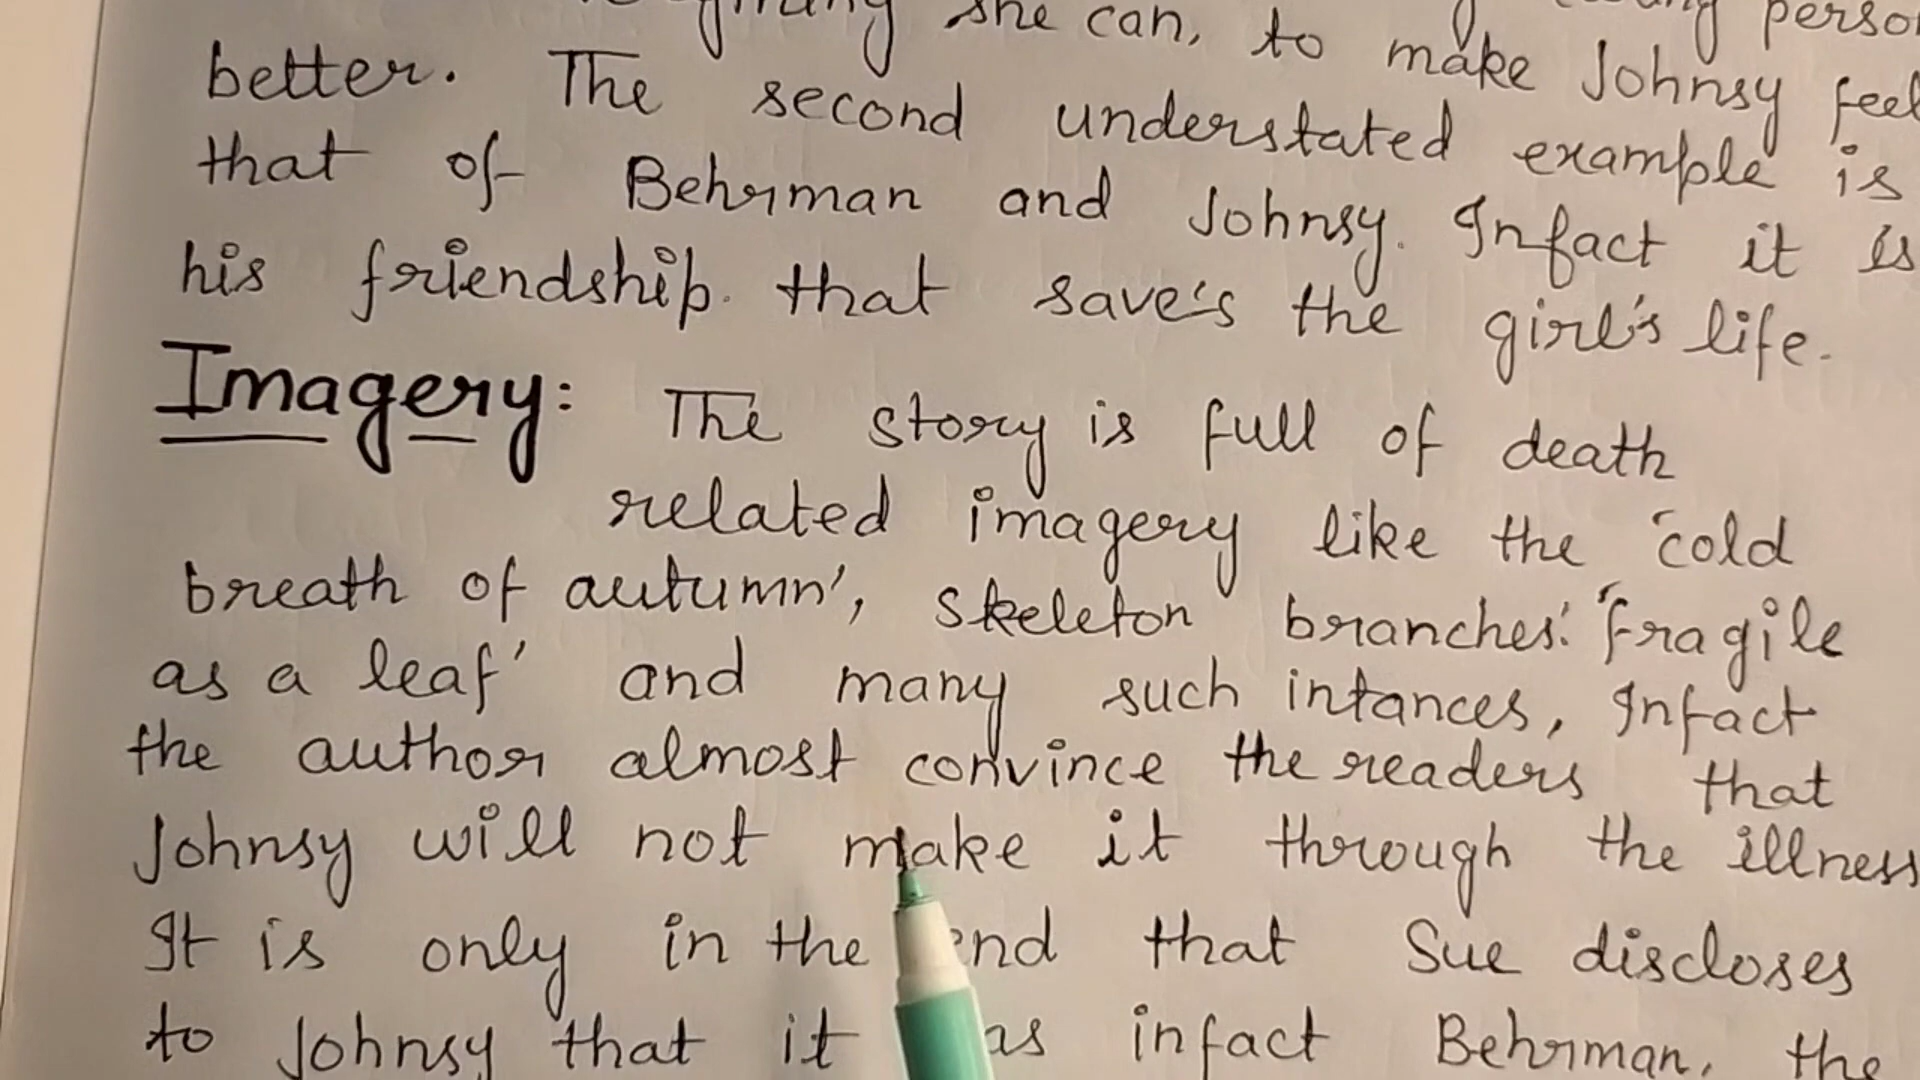 she can, to make Johnsy feel
better. The second understated example is
that of Behrman and Johnsy. Infact it is
his friendship. that save's the girl's life.
Imagery: The story is full of death
related imagery like the 'cold
breath of autumn', skeleton branches.' 'fragile
as a leaf' and many such intances, Infact
the author almost convince the readers that
Johnsy will not make it through the illness
It is only in the end that Sue discloses
to Johnsy that it as infact Behrman, the